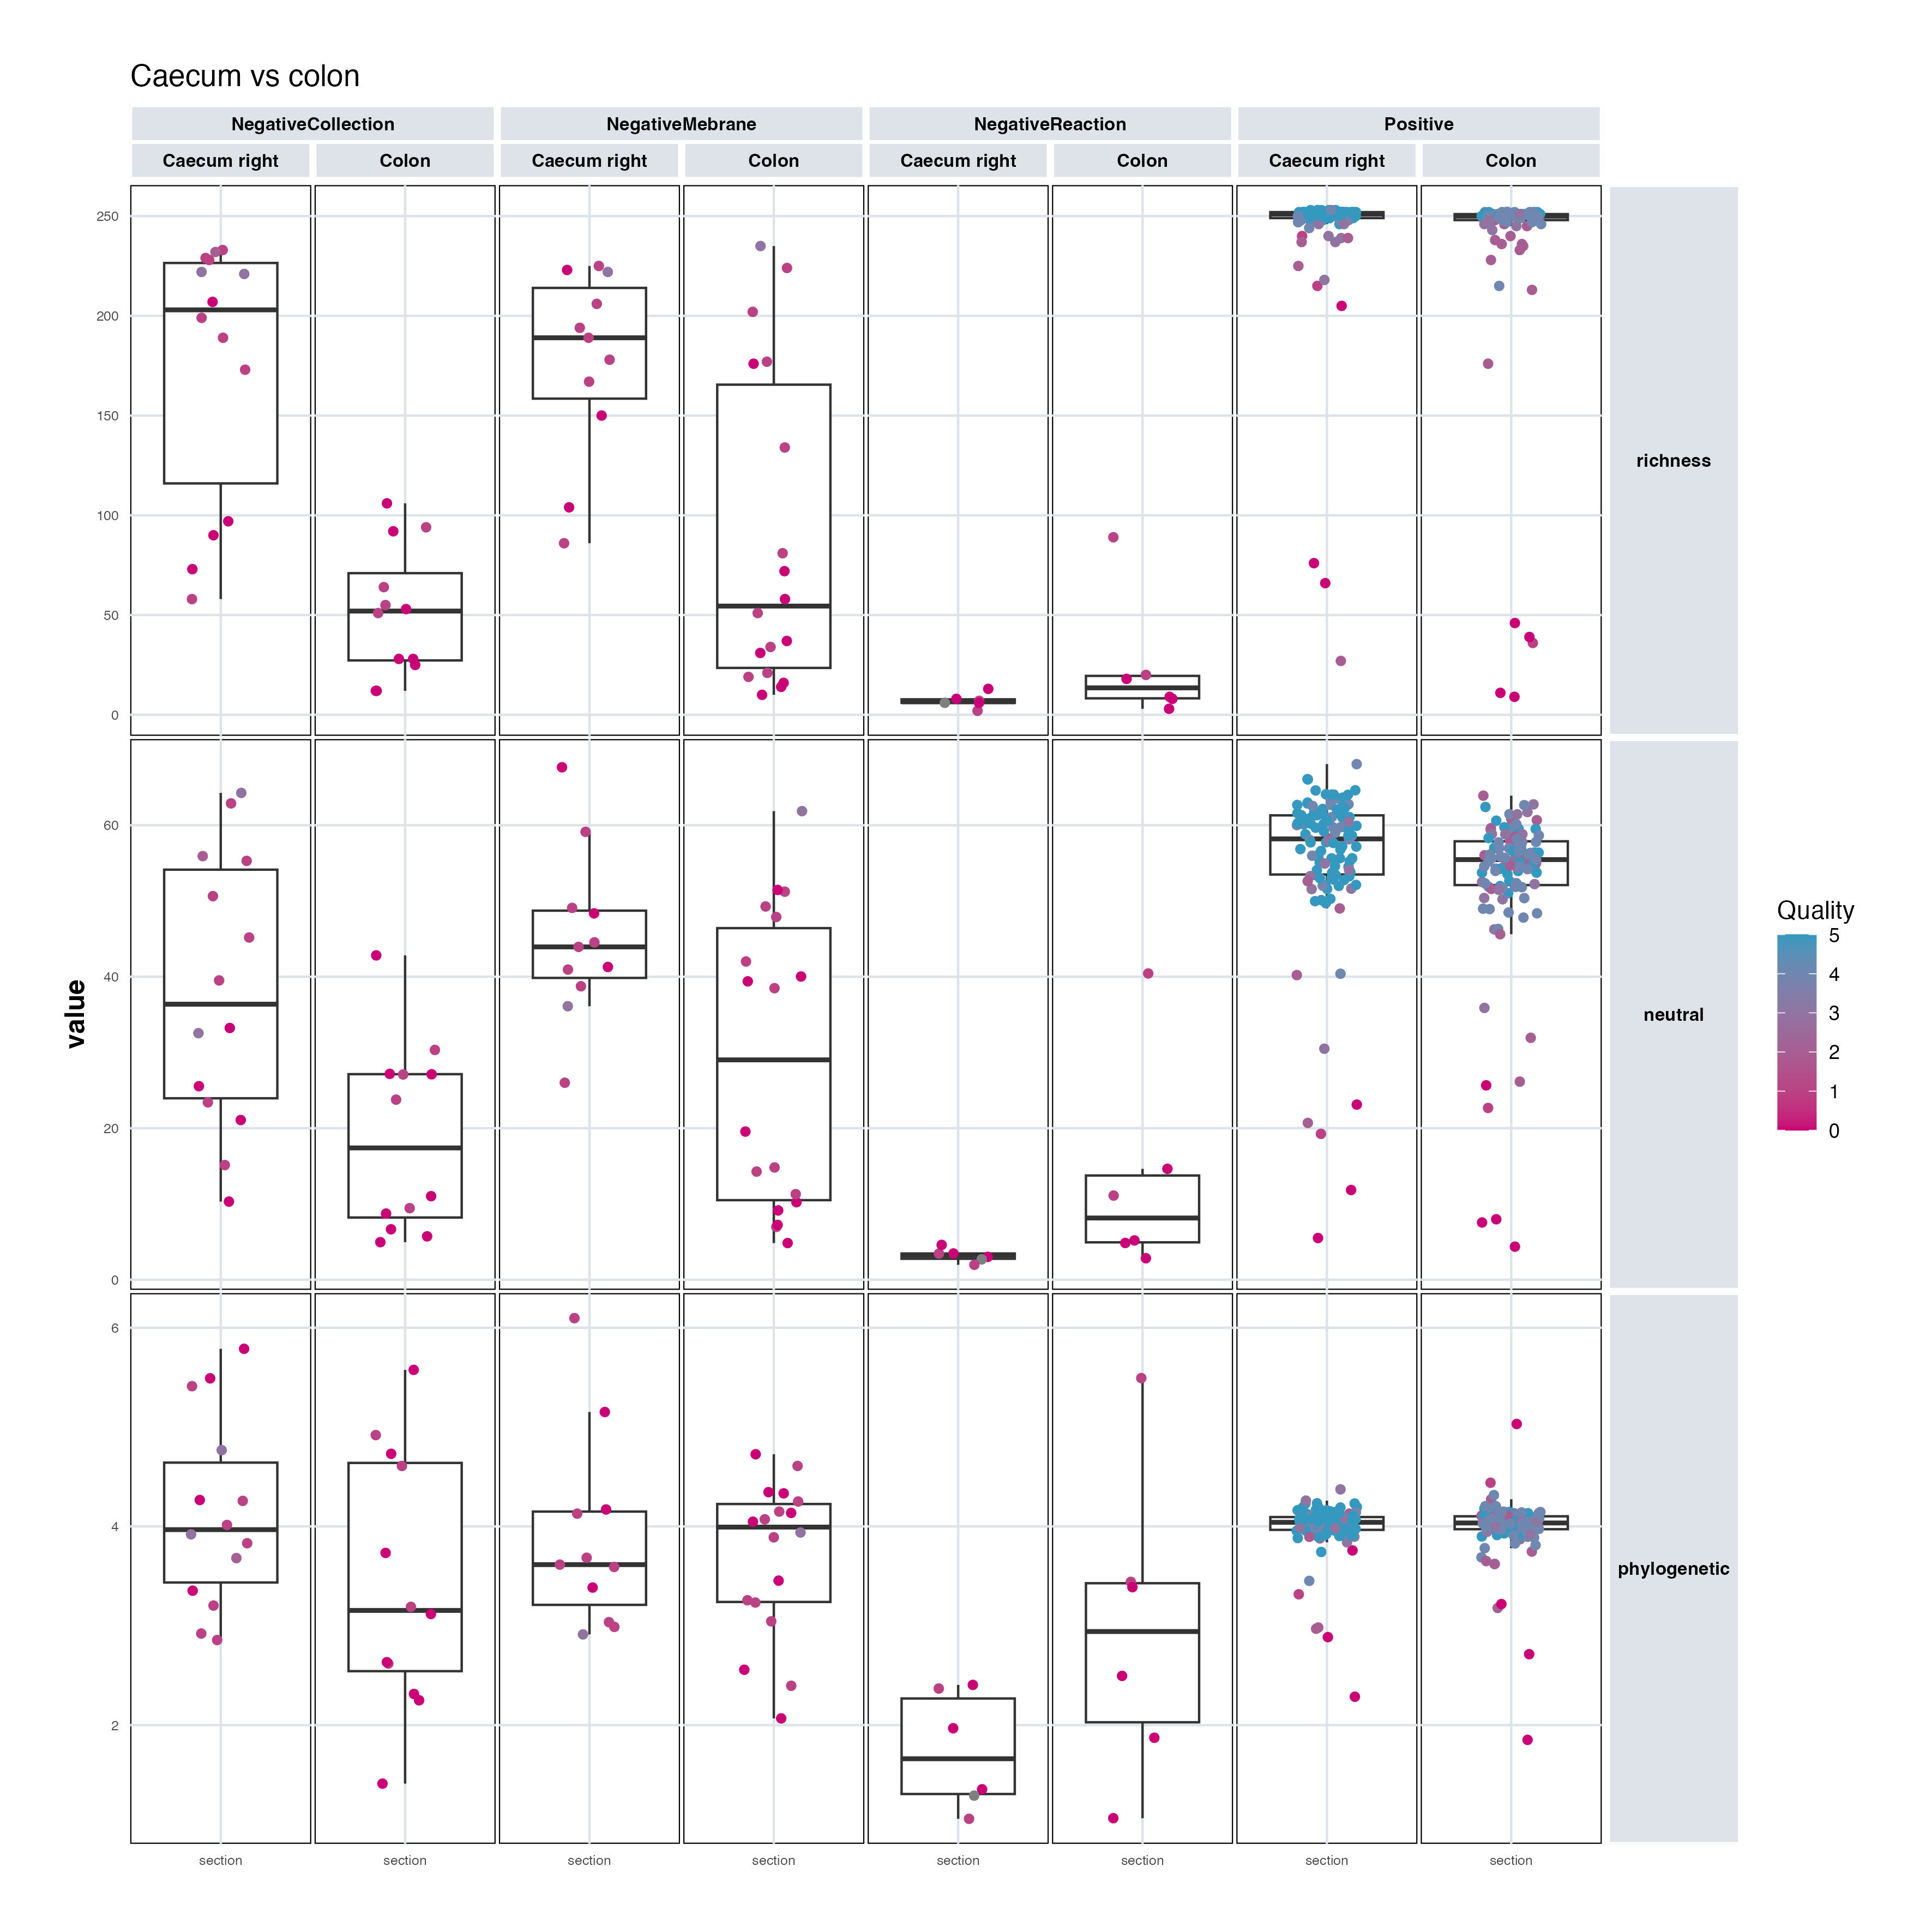 Caecum vs colon
NegativeCollection NegativeMebrane NegativeReaction Positive
Caecum right Colon Caecum right Colon Caecum right Colon Caecum right Colon
250
200
150
100
50
0
richness
60
40
20
0
neutral
6
4
2
phylogenetic
value
section section section section section section section section
Quality
5
4
3
2
1
0